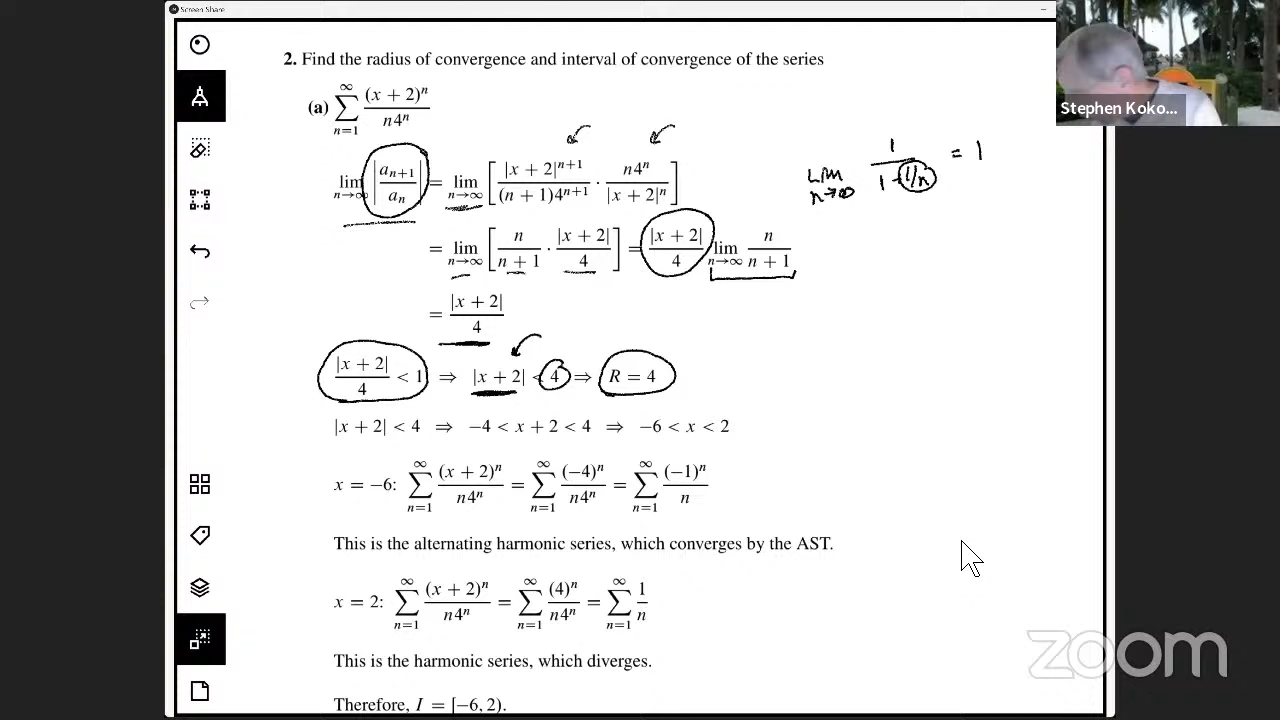 Screen Share
2. Find the radius of convergence and interval of convergence of the series
(a) ∑_{n=1}^{∞} (x + 2)^n / n4^n
lim_{n→∞} |a_{n+1} / a_n| = lim_{n→∞} [ |x + 2|^{n+1} / (n + 1)4^{n+1} · n4^n / |x + 2|^n ]
Lim_{n→∞} 1 / (1 + (1/n)) = 1
= lim_{n→∞} [ n / (n + 1) · |x + 2| / 4 ] = |x + 2| / 4 lim_{n→∞} n / (n + 1)
= |x + 2| / 4
|x + 2| / 4 < 1 ⇒ |x + 2| < 4 ⇒ R = 4
|x + 2| < 4 ⇒ −4 < x + 2 < 4 ⇒ −6 < x < 2
x = −6: ∑_{n=1}^{∞} (x + 2)^n / n4^n = ∑_{n=1}^{∞} (−4)^n / n4^n = ∑_{n=1}^{∞} (−1)^n / n
This is the alternating harmonic series, which converges by the AST.
x = 2: ∑_{n=1}^{∞} (x + 2)^n / n4^n = ∑_{n=1}^{∞} (4)^n / n4^n = ∑_{n=1}^{∞} 1 / n
This is the harmonic series, which diverges.
Therefore, I = [−6, 2).
Stephen Koko...
zoom